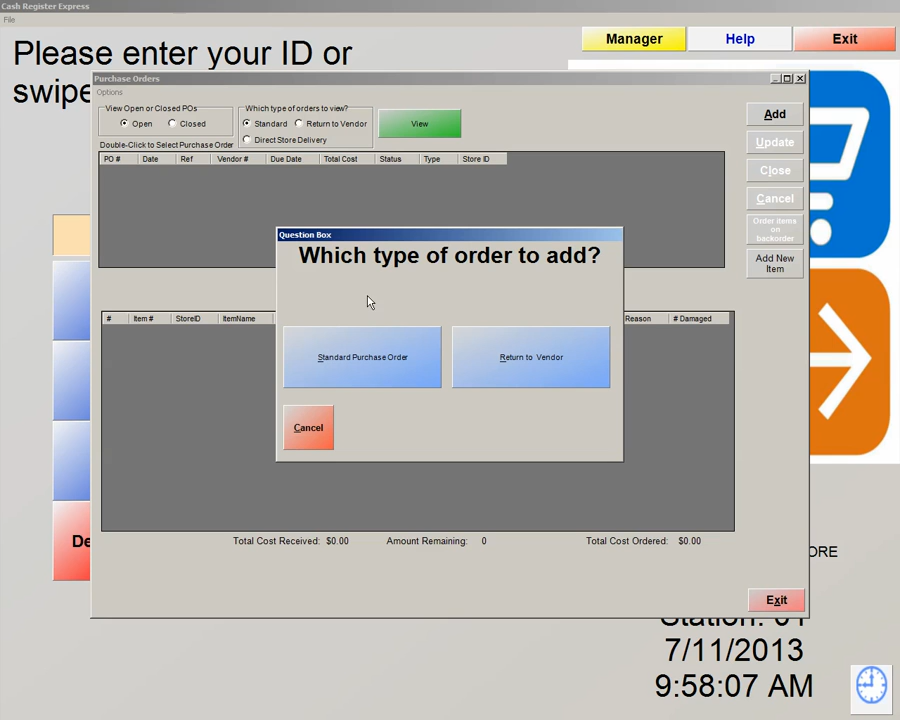 Cash Register Express
File
Please enter your ID or
swipe
Manager
Help
Exit
Purchase Orders
Options
View Open or Closed POs
Open
Closed
Which type of orders to view?
Standard
Return to Vendor
Direct Store Delivery
View
Double-Click to Select Purchase Order
PO # Date Ref Vendor # Due Date Total Cost Status Type Store ID
Add
Update
Close
Cancel
Order items
on
backorder
Add New
Item
Question Box
Which type of order to add?
Standard Purchase Order
Return to Vendor
Cancel
# Item # StoreID ItemName Reason # Damaged
De
Total Cost Received: $0.00 Amount Remaining: 0 Total Cost Ordered: $0.00
ORE
Exit
Station: 01
7/11/2013
9:58:07 AM